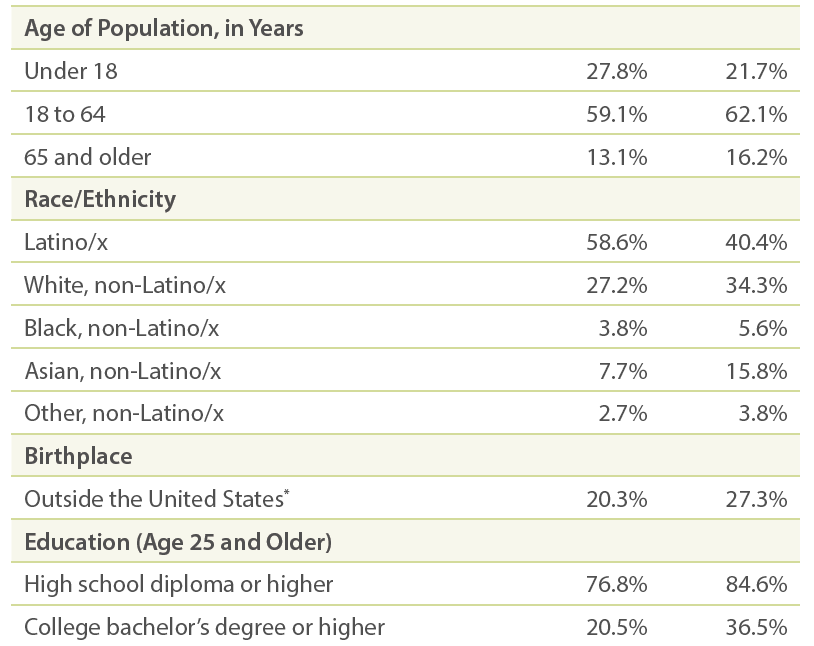 Age of Population, in Years
Under 18 27.8% 21.7%
18 to 64 59.1% 62.1%
65 and older 13.1% 16.2%
Race/Ethnicity
Latino/x 58.6% 40.4%
White, non-Latino/x 27.2% 34.3%
Black, non-Latino/x 3.8% 5.6%
Asian, non-Latino/x 7.7% 15.8%
Other, non-Latino/x 2.7% 3.8%
Birthplace
Outside the United States* 20.3% 27.3%
Education (Age 25 and Older)
High school diploma or higher 76.8% 84.6%
College bachelor’s degree or higher 20.5% 36.5%